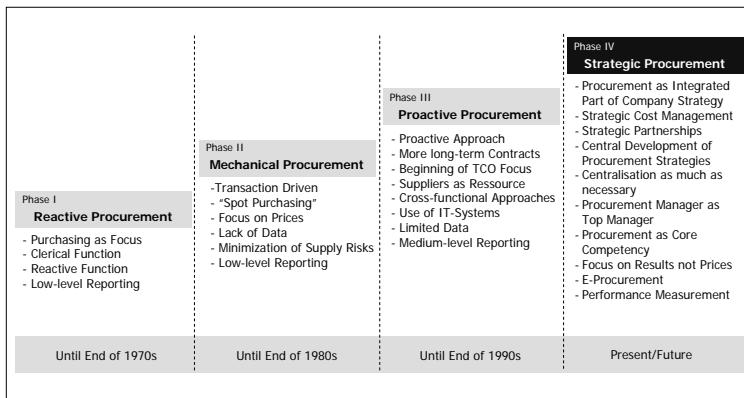 Phase I
Reactive Procurement
- Purchasing as Focus
- Clerical Function
- Reactive Function
- Low-level Reporting
Until End of 1970s
Phase II
Mechanical Procurement
-Transaction Driven
- “Spot Purchasing”
- Focus on Prices
- Lack of Data
- Minimization of Supply Risks
- Low-level Reporting
Until End of 1980s
Phase III
Proactive Procurement
- Proactive Approach
- More long-term Contracts
- Beginning of TCO Focus
- Suppliers as Ressource
- Cross-functional Approaches
- Use of IT-Systems
- Limited Data
- Medium-level Reporting
Until End of 1990s
Phase IV
Strategic Procurement
- Procurement as Integrated
Part of Company Strategy
- Strategic Cost Management
- Strategic Partnerships
- Central Development of
Procurement Strategies
- Centralisation as much as
necessary
- Procurement Manager as
Top Manager
- Procurement as Core
Competency
- Focus on Results not Prices
- E-Procurement
- Performance Measurement
Present/Future